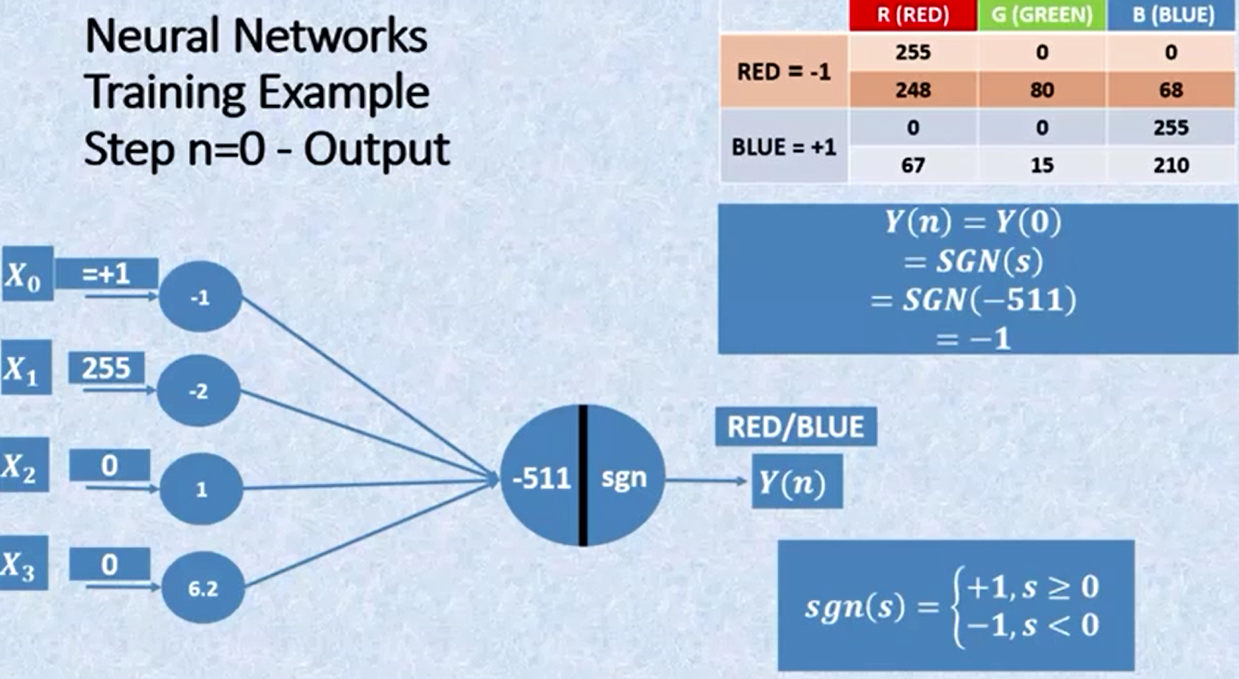 Neural Networks
Training Example
Step n=0 - Output
R (RED) G (GREEN) B (BLUE)
RED = -1
255 0 0
248 80 68
BLUE = +1
0 0 255
67 15 210
Y(n) = Y(0)
= SGN(s)
= SGN(−511)
= −1
X₀ =+1 -1
X₁ 255 -2
X₂ 0 1
X₃ 0 6.2
-511 sgn
RED/BLUE
Y(n)
sgn(s) = {+1, s ≥ 0
−1, s < 0